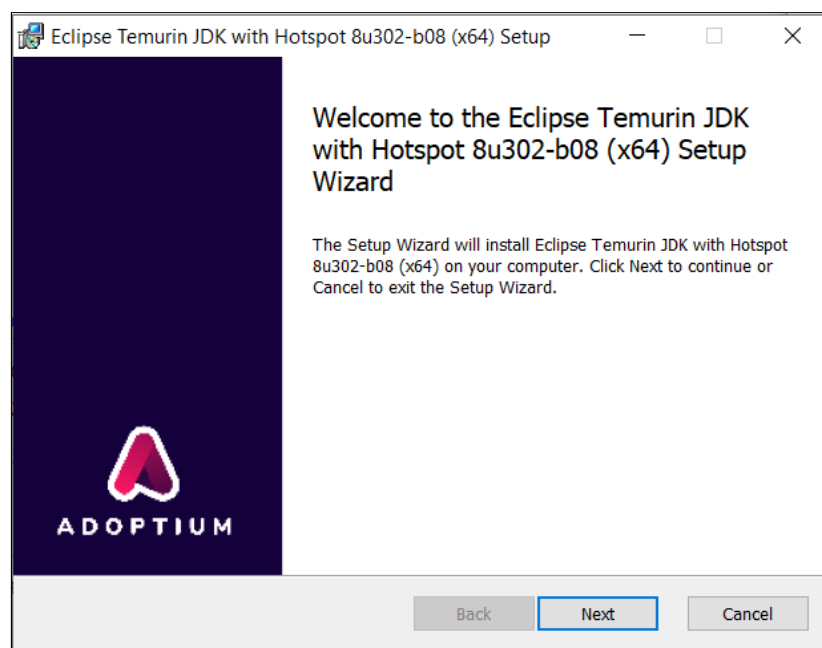 Eclipse Temurin JDK with Hotspot 8u302-b08 (x64) Setup
Welcome to the Eclipse Temurin JDK
with Hotspot 8u302-b08 (x64) Setup
Wizard
The Setup Wizard will install Eclipse Temurin JDK with Hotspot
8u302-b08 (x64) on your computer. Click Next to continue or
Cancel to exit the Setup Wizard.
ADOPTIUM
Back Next Cancel